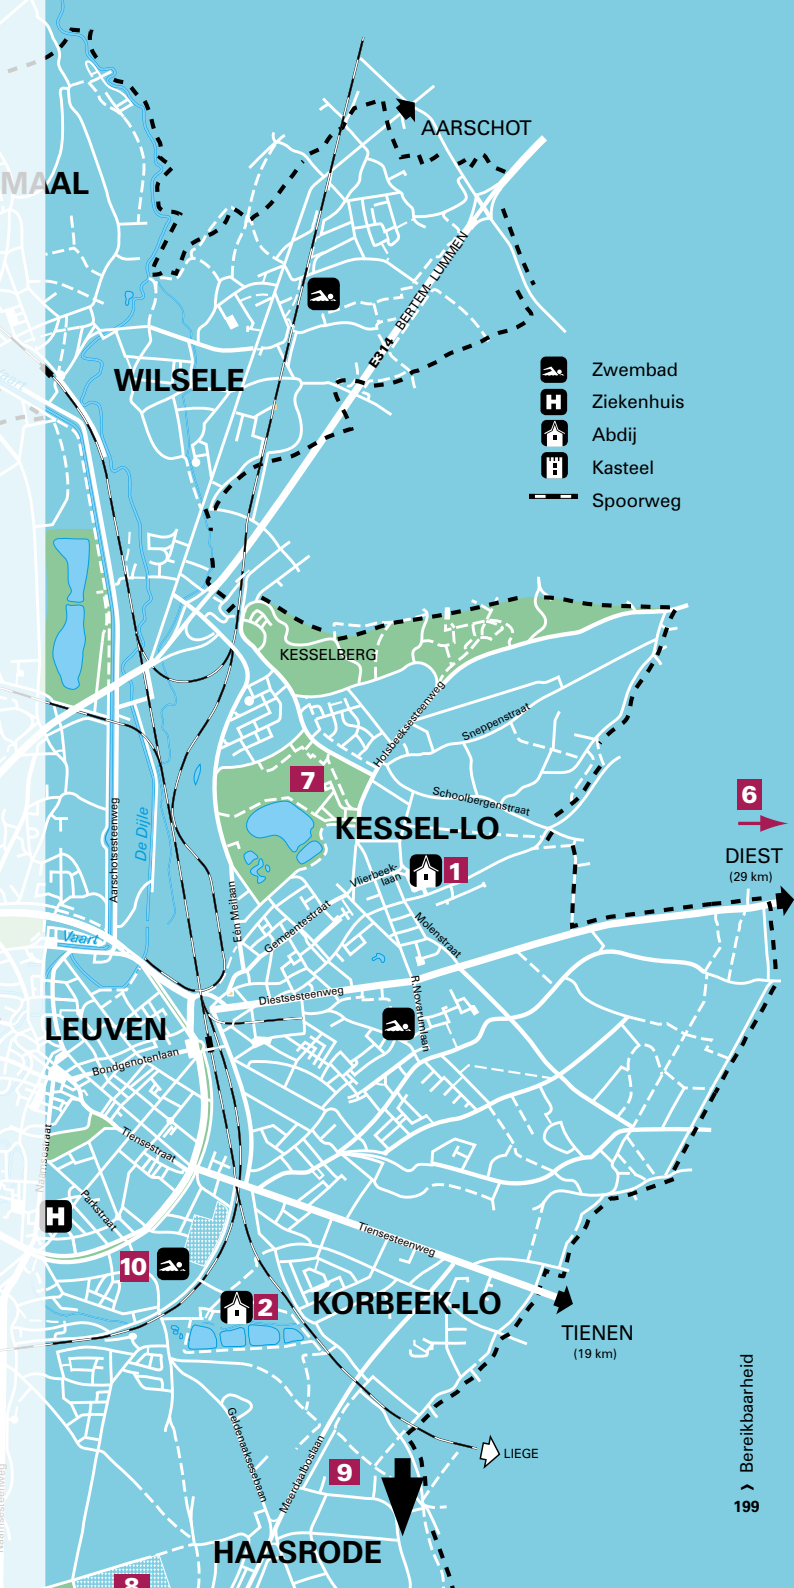 AARSCHOT
MAAL
BERTEM- LUMMEN
E314
WILSELE
Zwembad
H Ziekenhuis
Abdij
Kasteel
Spoorweg
KESSELBERG
Holsbeeksesteenweg
Sneppenstraat
7
Schoolbergenstraat
6
KESSEL-LO
Aarschotsesteenweg
De Dijle
DIEST
(29 km)
Vlierbeek-
laan
1
Eén Meilaan
Gemeentestraat
Molenstraat
Vaart
Diestsesteenweg
R.Novarumlaan
LEUVEN
Bondgenotenlaan
Tiensestraat
Parkstraat
H
Tiensesteenweg
10
2
KORBEEK-LO
TIENEN
(19 km)
Bereikbaarheid
199
LIEGE
Geldenaaksebaan
Meerdaalboslaan
9
HAASRODE
8